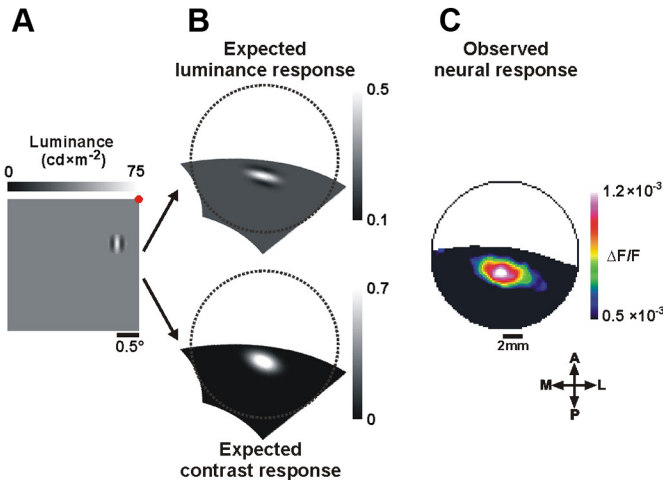 A
B
C
Expected
luminance response
Observed
neural response
Luminance
(cd×m⁻²)
0
75
0.5
0.1
0.5°
0.7
0
Expected
contrast response
1.2×10⁻³
ΔF/F
0.5 ×10⁻³
2mm
A
M
L
P